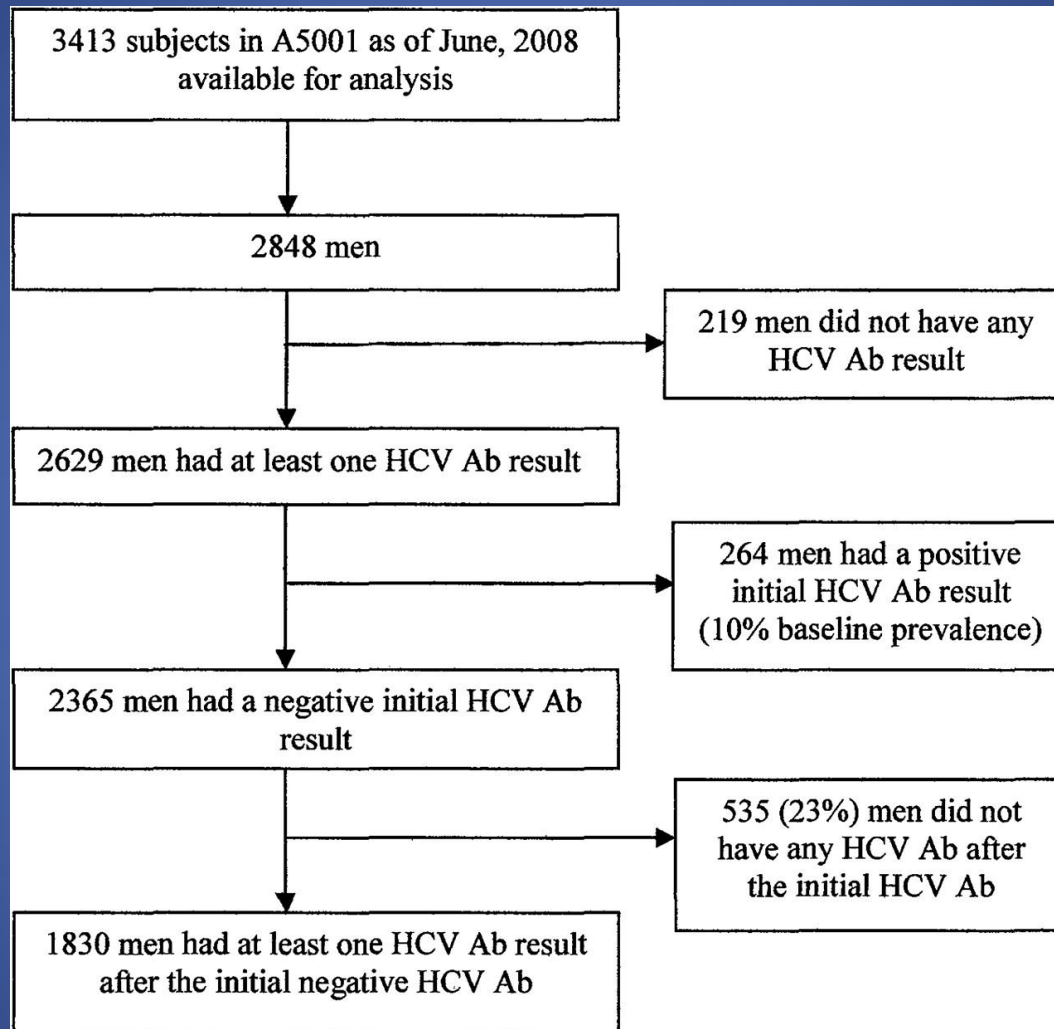 3413 subjects in A5001 as of June, 2008
available for analysis
2848 men
219 men did not have any
HCV Ab result
2629 men had at least one HCV Ab result
264 men had a positive
initial HCV Ab result
(10% baseline prevalence)
2365 men had a negative initial HCV Ab
result
535 (23%) men did not
have any HCV Ab after
the initial HCV Ab
1830 men had at least one HCV Ab result
after the initial negative HCV Ab